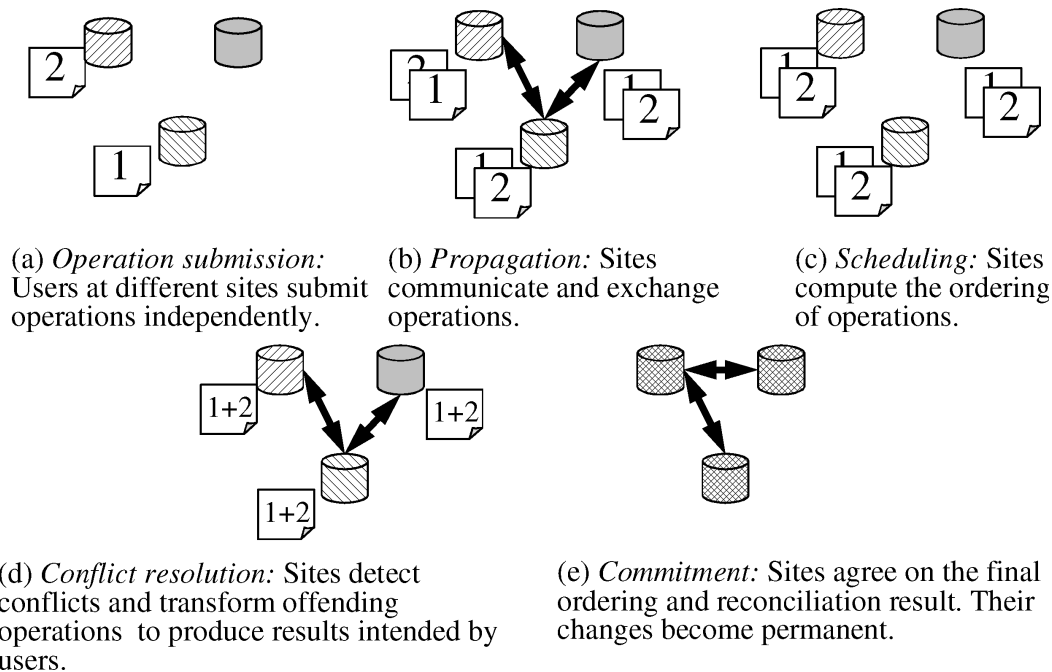 2
1
2
1
1
2
1
2
1
2
1
2
1
2
(a) Operation submission:
Users at different sites submit
operations independently.
(b) Propagation: Sites
communicate and exchange
operations.
(c) Scheduling: Sites
compute the ordering
of operations.
1+2
1+2
1+2
(d) Conflict resolution: Sites detect
conflicts and transform offending
operations to produce results intended by
users.
(e) Commitment: Sites agree on the final
ordering and reconciliation result. Their
changes become permanent.